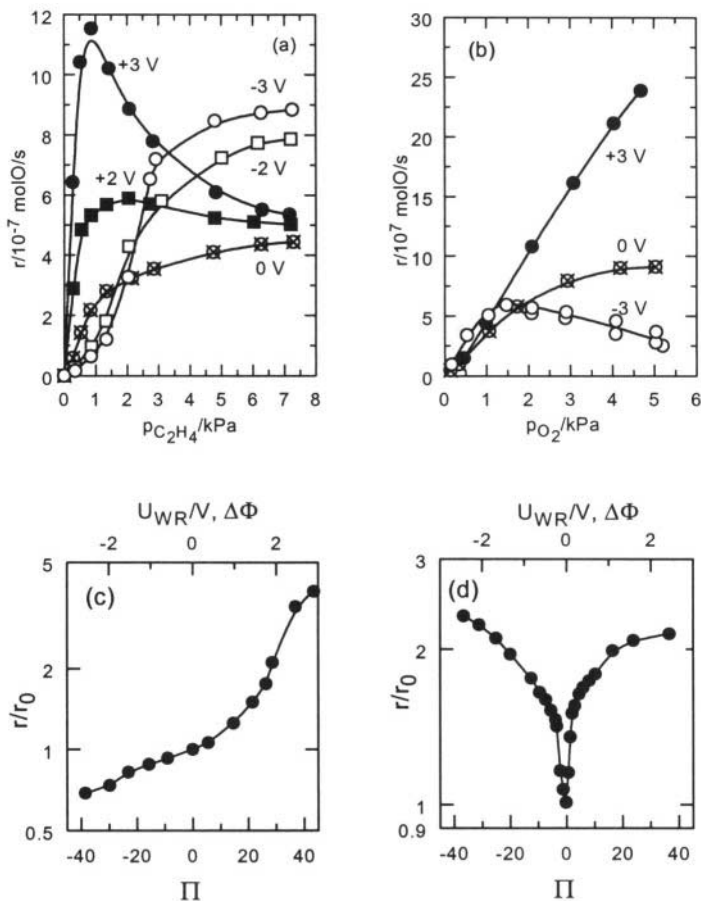 (a)
+3 V
-3 V
-2 V
+2 V
0 V
12
10
8
6
4
2
0
r/10⁻⁷ molO/s
0 1 2 3 4 5 6 7 8
p_C₂H₄/kPa
(b)
+3 V
0 V
-3 V
30
25
20
15
10
5
0
r/10⁷ molO/s
0 1 2 3 4 5 6
p_O₂/kPa
U_WR/V, ΔΦ
-2 0 2
(c)
5
2
1
0.5
r/r₀
-40 -20 0 20 40
Π
U_WR/V, ΔΦ
-2 0 2
(d)
3
2
1
0.9
r/r₀
-40 -20 0 20 40
Π